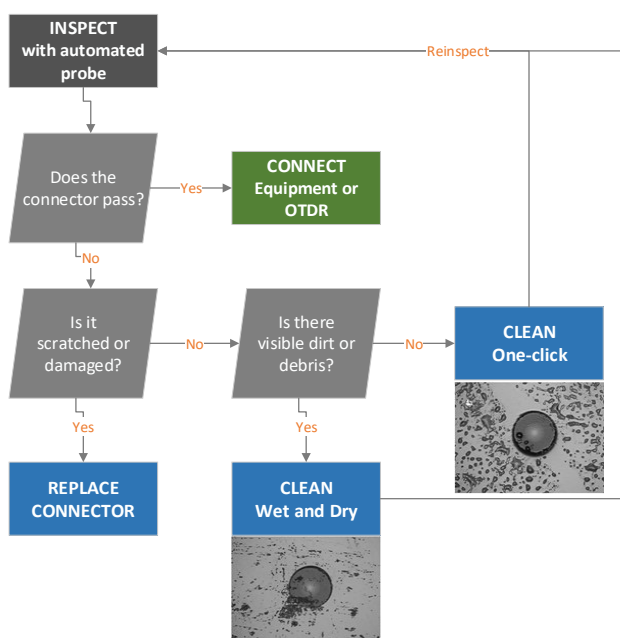 INSPECT
with automated
probe
Reinspect
Does the
connector pass?
Yes
CONNECT
Equipment or
OTDR
No
Is it
scratched or
damaged?
No
Is there
visible dirt or
debris?
No
CLEAN
One-click
Yes
Yes
REPLACE
CONNECTOR
CLEAN
Wet and Dry